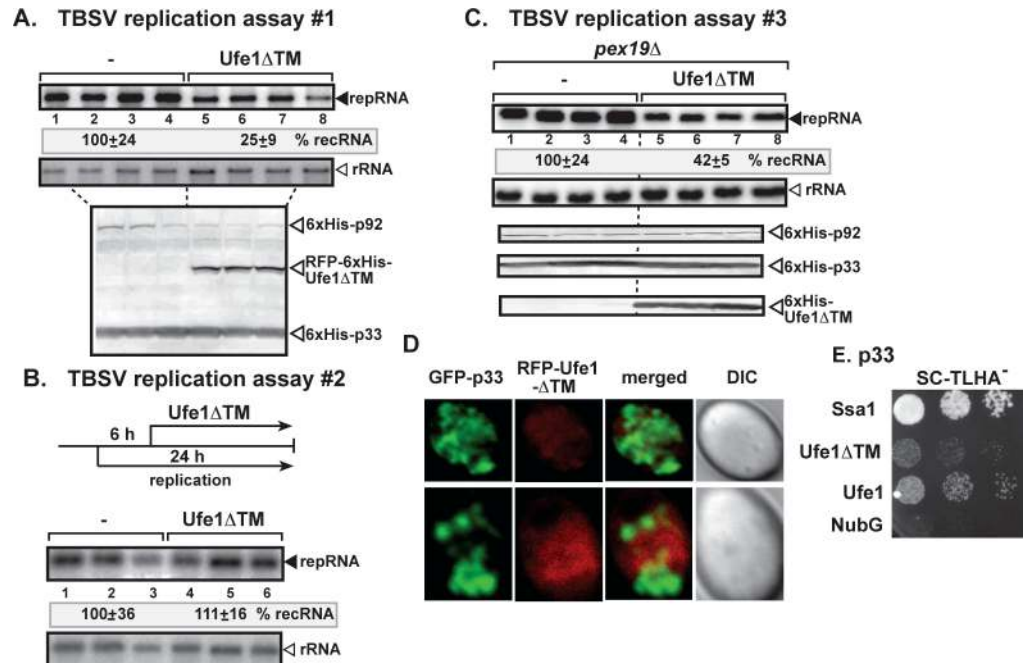 A. TBSV replication assay #1
- Ufe1ΔTM
repRNA
1 2 3 4 5 6 7 8
100±24 25±9 % recRNA
rRNA
6xHis-p92
RFP-6xHis-
Ufe1ΔTM
6xHis-p33
B. TBSV replication assay #2
Ufe1ΔTM
6 h
24 h
replication
- Ufe1ΔTM
repRNA
1 2 3 4 5 6
100±36 111±16 % recRNA
rRNA
C. TBSV replication assay #3
pex19Δ
- Ufe1ΔTM
repRNA
1 2 3 4 5 6 7 8
100±24 42±5 % recRNA
rRNA
6xHis-p92
6xHis-p33
6xHis-
Ufe1ΔTM
D
GFP-p33 RFP-Ufe1 merged DIC
-ΔTM
E. p33
SC-TLHA-
Ssa1
Ufe1ΔTM
Ufe1
NubG